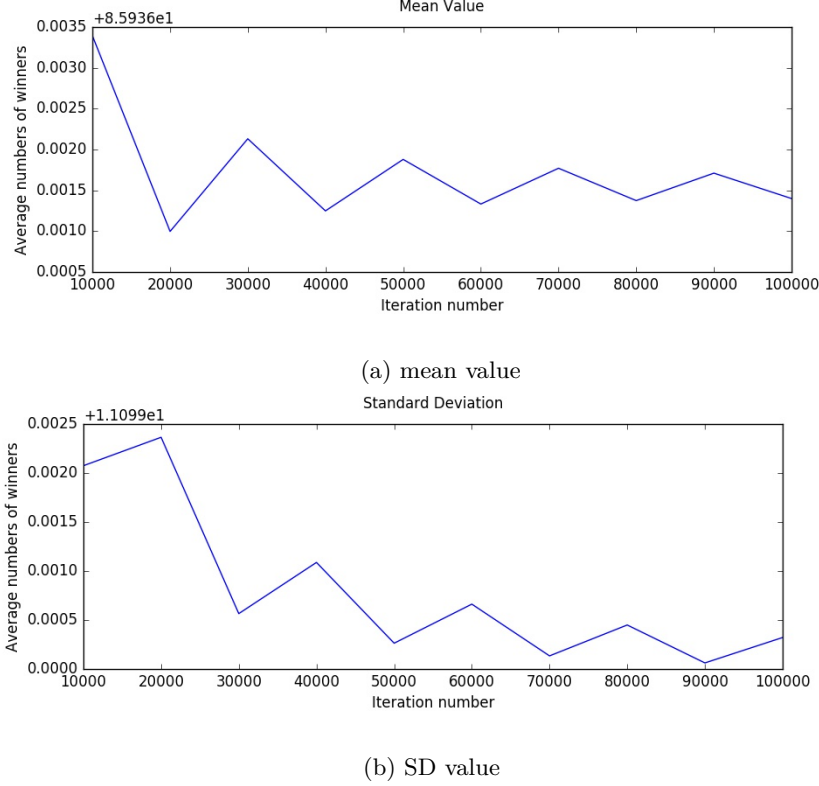 Mean Value
+8.5936e1
0.0035
0.0030
0.0025
0.0020
0.0015
0.0010
0.0005
Average numbers of winners
10000 20000 30000 40000 50000 60000 70000 80000 90000 100000
Iteration number
(a) mean value
Standard Deviation
+1.1099e1
0.0025
0.0020
0.0015
0.0010
0.0005
0.0000
Average numbers of winners
10000 20000 30000 40000 50000 60000 70000 80000 90000 100000
Iteration number
(b) SD value